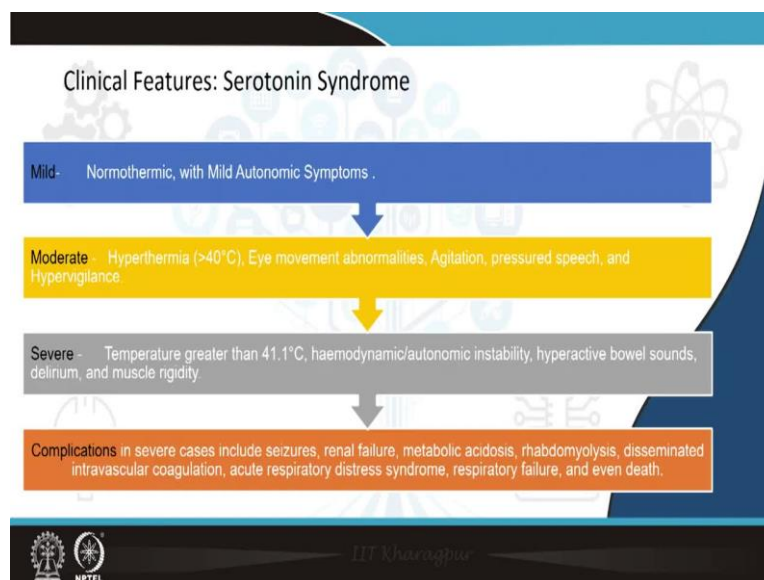 Clinical Features: Serotonin Syndrome
Mild- Normothermic, with Mild Autonomic Symptoms .
Moderate - Hyperthermia (>40°C), Eye movement abnormalities, Agitation, pressured speech, and
Hypervigilance.
Severe - Temperature greater than 41.1°C, haemodynamic/autonomic instability, hyperactive bowel sounds,
delirium, and muscle rigidity.
Complications in severe cases include seizures, renal failure, metabolic acidosis, rhabdomyolysis, disseminated
intravascular coagulation, acute respiratory distress syndrome, respiratory failure, and even death.
IIT Kharagpur
NPTEL